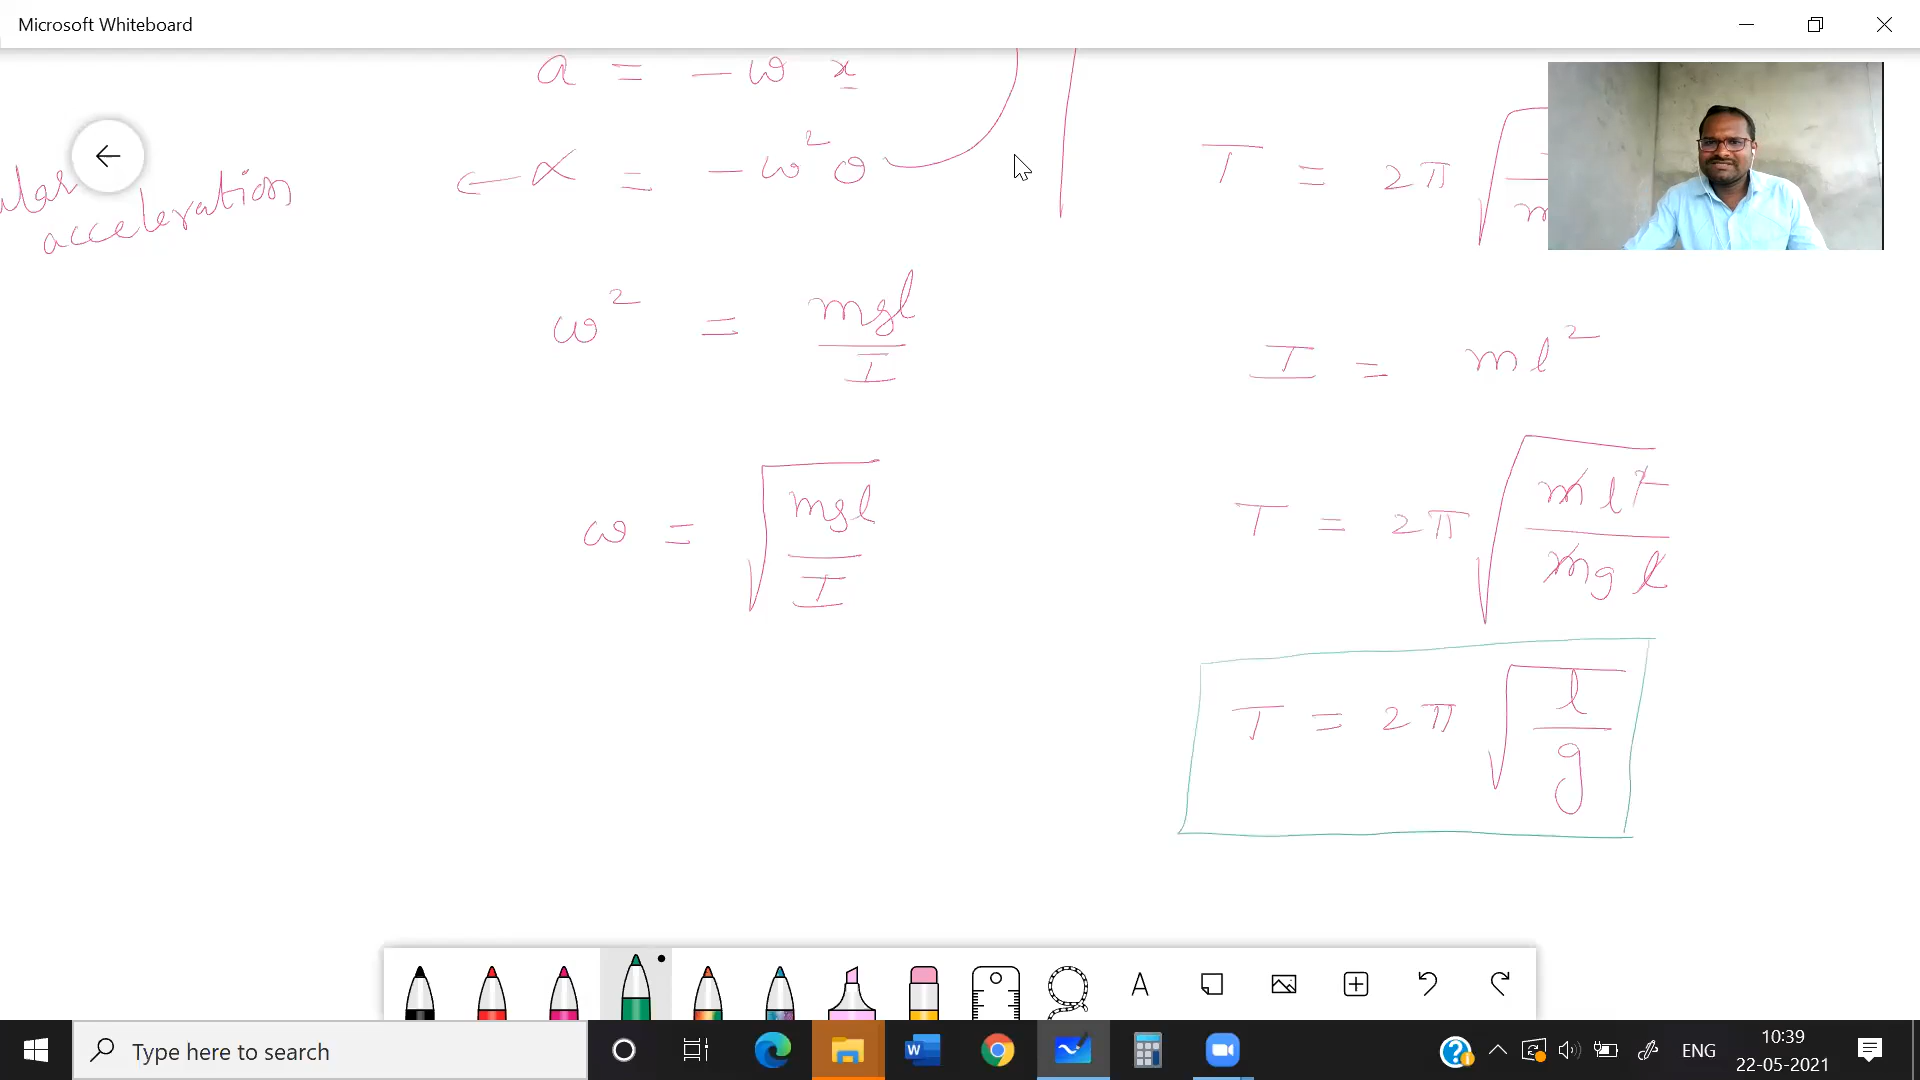 Microsoft Whiteboard
a = - ω x
acceleration
← α = - ω² θ
ω² = mgl / I
ω = √(mgl / I)
T = 2π √
I = ml²
T = 2π √(ml² / mgl)
T = 2π √(l / g)
A
Type here to search
ENG
10:39
22-05-2021